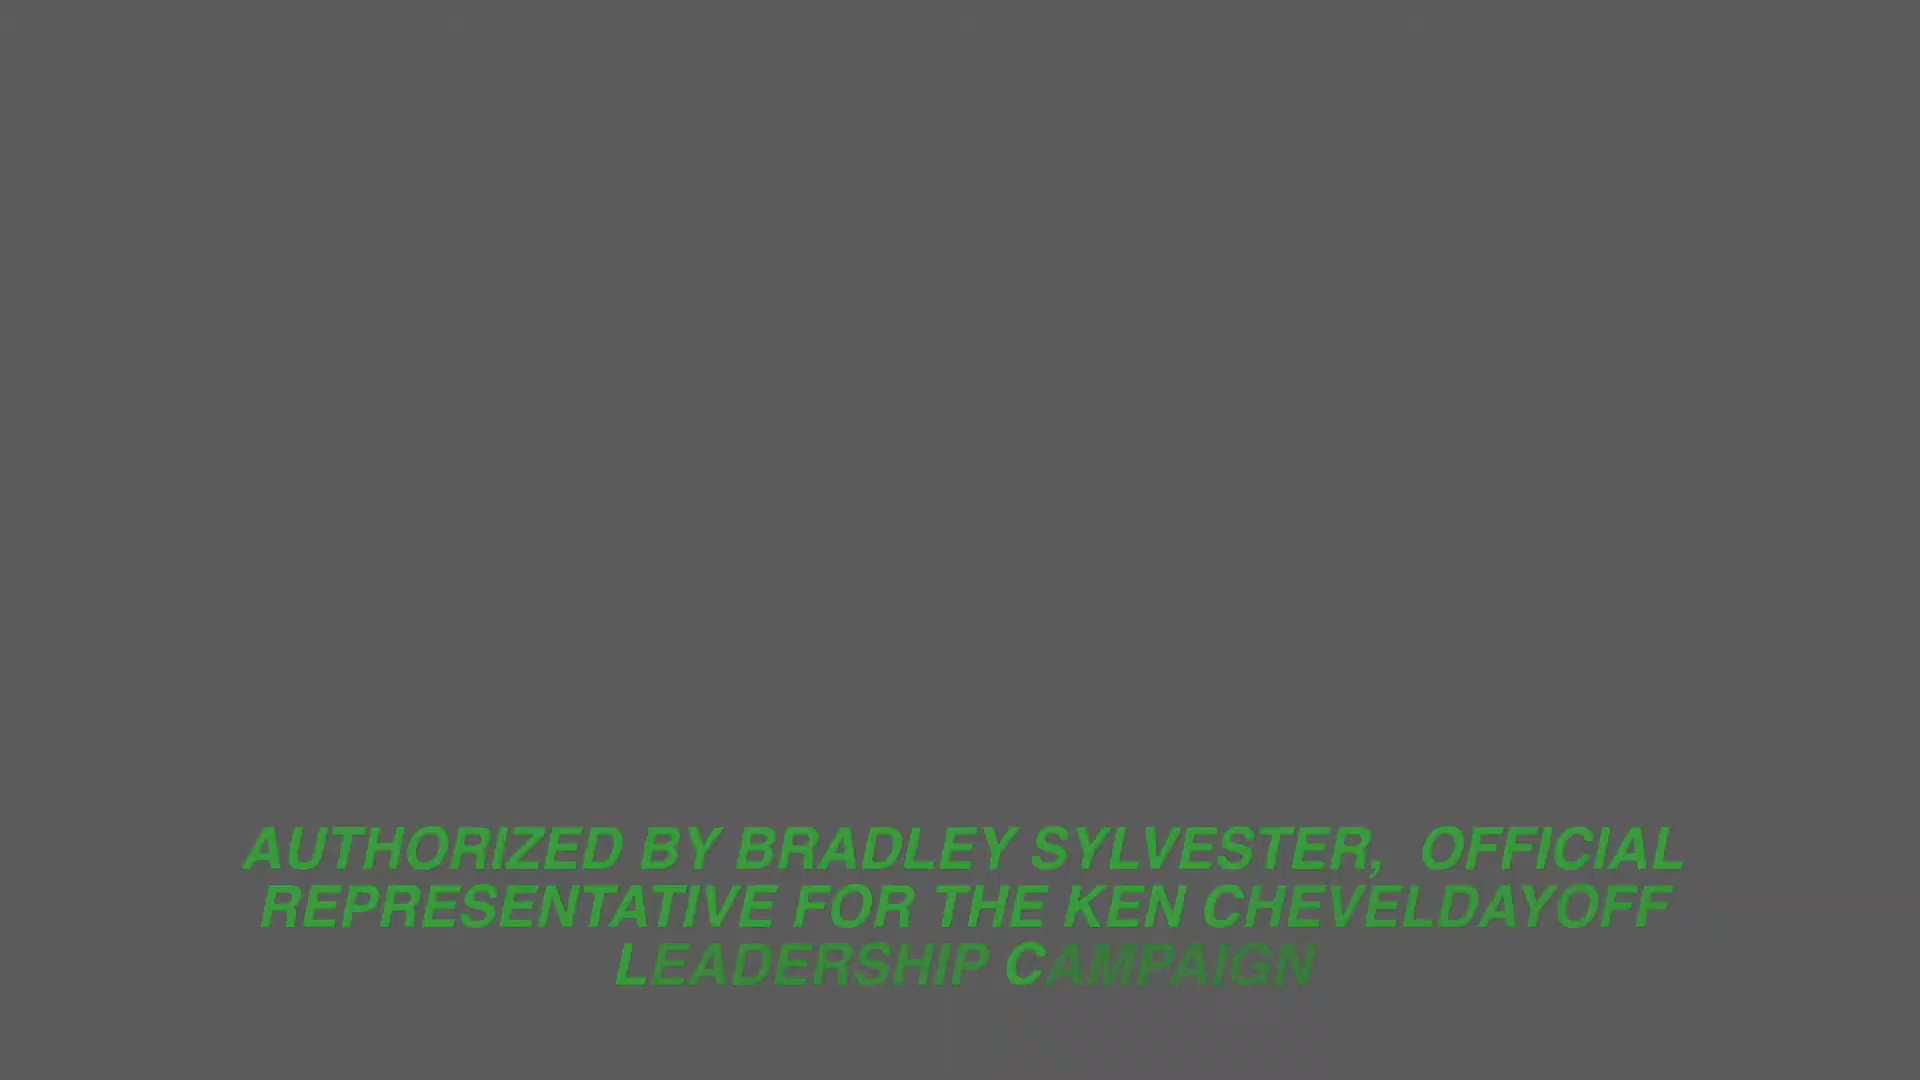 AUTHORIZED BY BRADLEY SYLVESTER,  OFFICIAL
REPRESENTATIVE FOR THE KEN CHEVELDAYOFF
LEADERSHIP CAMPAIGN